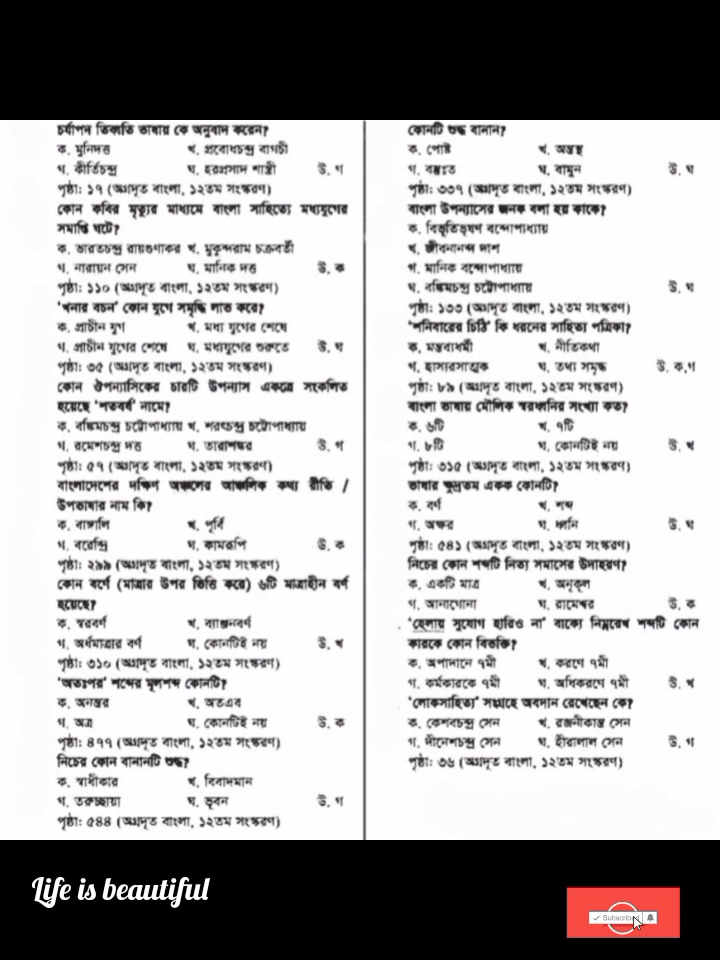 চর্যাপদ তিব্বতি ভাষায় কে অনুবাদ করেন?
ক. মুনিদত্ত খ. প্রবোধচন্দ্র বাগচী
গ. কীর্তিচন্দ্র ঘ. হরপ্রসাদ শাস্ত্রী উ. গ
পৃষ্ঠা: ১৭ (অগ্রদূত বাংলা, ১২তম সংস্করণ)
কোন কবির মৃত্যুর মাধ্যমে বাংলা সাহিত্যে মধ্যযুগের
সমাপ্তি ঘটে?
ক. ভারতচন্দ্র রায়গুণাকর খ. মুকুন্দরাম চক্রবর্তী
গ. নারায়ন সেন ঘ. মানিক দত্ত উ. ক
পৃষ্ঠা: ১১০ (অগ্রদূত বাংলা, ১২তম সংস্করণ)
'খনার বচন' কোন যুগে সমৃদ্ধি লাভ করে?
ক. প্রাচীন যুগ খ. মধ্য যুগের শেষে
গ. প্রাচীন যুগের শেষে ঘ. মধ্যযুগের শুরুতে উ. ঘ
পৃষ্ঠা: ৩৫ (অগ্রদূত বাংলা, ১২তম সংস্করণ)
কোন ঔপন্যাসিকের চারটি উপন্যাস একত্রে সংকলিত
হয়েছে 'শতবর্ষ' নামে?
ক. বঙ্কিমচন্দ্র চট্টোপাধ্যায় খ. শরৎচন্দ্র চট্টোপাধ্যায়
গ. রমেশচন্দ্র দত্ত ঘ. তারাশঙ্কর উ. গ
পৃষ্ঠা: ৫৭ (অগ্রদূত বাংলা, ১২তম সংস্করণ)
বাংলাদেশের দক্ষিণ অঞ্চলের আঞ্চলিক কথ্য রীতি /
উপভাষার নাম কি?
ক. বাঙ্গালি খ. পূর্বি
গ. বরেন্দ্রি ঘ. কামরূপি উ. ক
পৃষ্ঠা: ২৯৯ (অগ্রদূত বাংলা, ১২তম সংস্করণ)
কোন বর্ণে (মাত্রার উপর ভিত্তি করে) ৬টি মাত্রাহীন বর্ণ
হয়েছে?
ক. স্বরবর্ণ খ. ব্যাঞ্জনবর্ণ
গ. অর্ধমাত্রার বর্ণ ঘ. কোনটিই নয় উ. খ
পৃষ্ঠা: ৩১০ (অগ্রদূত বাংলা, ১২তম সংস্করণ)
'অতঃপর' শব্দের মূলশব্দ কোনটি?
ক. অনন্তর খ. অতএব
গ. অত্র ঘ. কোনটিই নয় উ. ক
পৃষ্ঠা: ৪৭৭ (অগ্রদূত বাংলা, ১২তম সংস্করণ)
নিচের কোন বানানটি শুদ্ধ?
ক. স্বাধীকার খ. বিবাদমান
গ. তরুচ্ছায়া ঘ. ভূবন উ. গ
পৃষ্ঠা: ৫৪৪ (অগ্রদূত বাংলা, ১২তম সংস্করণ)
কোনটি শুদ্ধ বানান?
ক. পোষ্ট খ. অন্তস্থ
গ. বস্তুতঃ ঘ. বামুন উ. ঘ
পৃষ্ঠা: ৩৩৭ (অগ্রদূত বাংলা, ১২তম সংস্করণ)
বাংলা উপন্যাসের জনক বলা হয় কাকে?
ক. বিভূতিভূষণ বন্দোপাধ্যায়
খ. জীবনানন্দ দাশ
গ. মানিক বন্দোপাধ্যায়
ঘ. বঙ্কিমচন্দ্র চট্টোপাধ্যায় উ. ঘ
পৃষ্ঠা: ১৩৩ (অগ্রদূত বাংলা, ১২তম সংস্করণ)
'শনিবারের চিঠি' কি ধরনের সাহিত্য পত্রিকা?
ক. মন্তব্যধর্মী খ. নীতিকথা
গ. হাস্যরসাত্মক ঘ. তথ্য সমৃদ্ধ উ. ক,গ
পৃষ্ঠা: ৮৯ (অগ্রদূত বাংলা, ১২তম সংস্করণ)
বাংলা ভাষায় মৌলিক স্বরধ্বনির সংখ্যা কত?
ক. ৬টি খ. ৭টি
গ. ৮টি ঘ. কোনটিই নয় উ. খ
পৃষ্ঠা: ৩১৫ (অগ্রদূত বাংলা, ১২তম সংস্করণ)
ভাষার ক্ষুদ্রতম একক কোনটি?
ক. বর্ণ খ. শব্দ
গ. অক্ষর ঘ. ধ্বনি উ. ঘ
পৃষ্ঠা: ৫৪১ (অগ্রদূত বাংলা, ১২তম সংস্করণ)
নিচের কোন শব্দটি নিত্য সমাসের উদাহরণ?
ক. একটি মাত্র খ. অনুকূল
গ. আনাগোনা ঘ. রামেশ্বর উ. ক
'হেলায় সুযোগ হারিও না' বাক্যে নিম্নরেখ শব্দটি কোন
কারকে কোন বিভক্তি?
ক. অপাদানে ৭মী খ. করণে ৭মী
গ. কর্মকারকে ৭মী ঘ. অধিকরণে ৭মী উ. খ
'লোকসাহিত্য' সংগ্রহে অবদান রেখেছেন কে?
ক. কেশবচন্দ্র সেন খ. রজনীকান্ত সেন
গ. দীনেশচন্দ্র সেন ঘ. হীরালাল সেন উ. গ
পৃষ্ঠা: ৩৬ (অগ্রদূত বাংলা, ১২তম সংস্করণ)
Life is beautiful